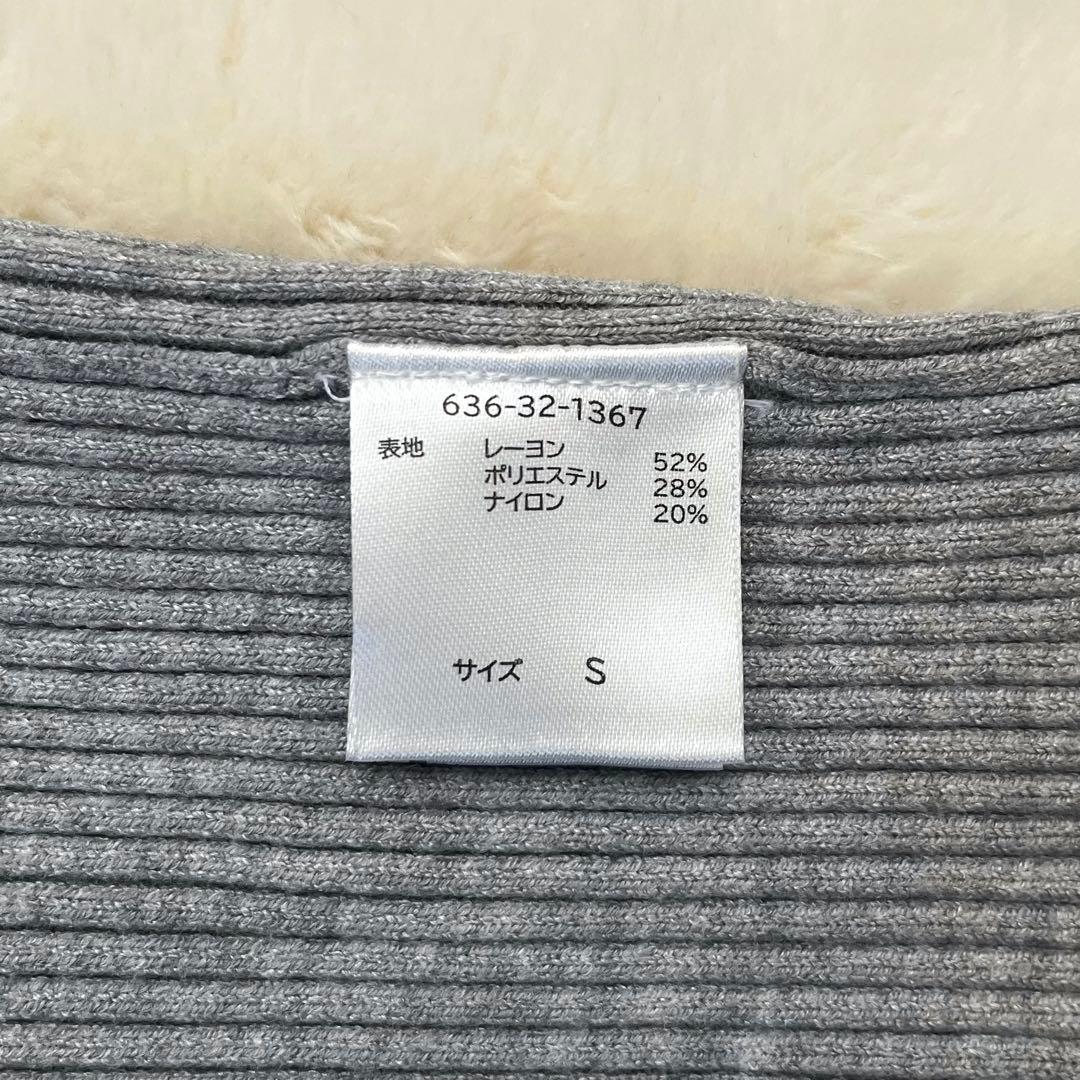 636-32-1367
表地 レーヨン 52%
ポリエステル 28%
ナイロン 20%
サイズ S